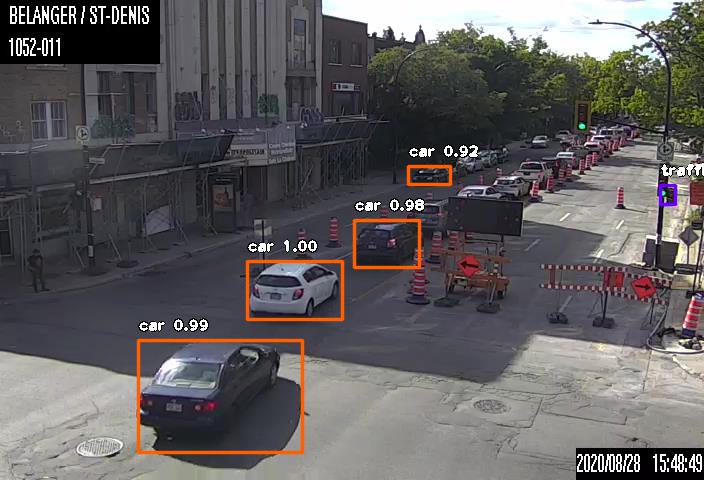 BELANGER / ST-DENIS
1052-011
car 0.92
traffi
car 0.98
car 1.00
car 0.99
2020/08/28 15:48:49